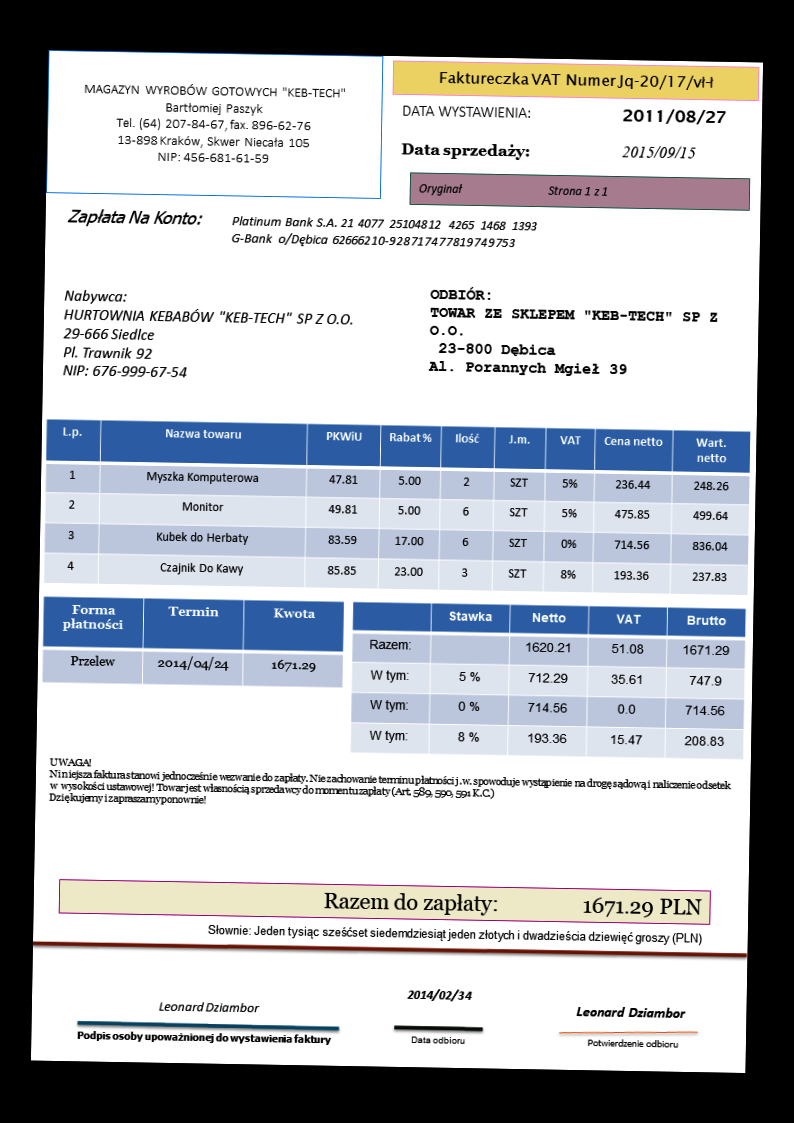 MAGAZYN WYROBÓW GOTOWYCH "KEB-TECH"
Bartłomiej Paszyk
Tel. (64) 207-84-67, fax. 896-62-76
13-898 Kraków, Skwer Niecała 105
NIP: 456-681-61-59
Faktureczka VAT Numer Jq-20/17/vł-ł
DATA WYSTAWIENIA: 2011/08/27
Data sprzedaży: 2015/09/15
Oryginał Strona 1 z 1
Zapłata Na Konto: Platinum Bank S.A. 21 4077 25104812 4265 1468 1393
G-Bank o/Dębica 62666210-928717477819749753
Nabywca:
HURTOWNIA KEBABÓW "KEB-TECH" SP Z O.O.
29-666 Siedlce
Pl. Trawnik 92
NIP: 676-999-67-54
ODBIÓR:
TOWAR ZE SKLEPEM "KEB-TECH" SP Z
O.O.
23-800 Dębica
Al. Porannych Mgieł 39
L.p. Nazwa towaru PKWiU Rabat % Ilość J.m. VAT Cena netto Wart.
netto
1 Myszka Komputerowa 47.81 5.00 2 SZT 5% 236.44 248.26
2 Monitor 49.81 5.00 6 SZT 5% 475.85 499.64
3 Kubek do Herbaty 83.59 17.00 6 SZT 0% 714.56 836.04
4 Czajnik Do Kawy 85.85 23.00 3 SZT 8% 193.36 237.83
Forma
płatności Termin Kwota
Przelew 2014/04/24 1671.29
Stawka Netto VAT Brutto
Razem: 1620.21 51.08 1671.29
W tym: 5 % 712.29 35.61 747.9
W tym: 0 % 714.56 0.0 714.56
W tym: 8 % 193.36 15.47 208.83
UWAGA!
Niniejsza faktura stanowi jednocześnie wezwanie do zapłaty. Nie zachowanie terminu płatności j.w. spowoduje wystąpienie na drogę sądową i naliczenie odsetek
w wysokości ustawowej! Towar jest własnością sprzedawcy do momentu zapłaty (Art. 589, 590, 591 K.C.)
Dziękujemy i zapraszamy ponownie!
Razem do zapłaty: 1671.29 PLN
Słownie: Jeden tysiąc sześćset siedemdziesiąt jeden złotych i dwadzieścia dziewięć groszy (PLN)
Leonard Dziambor
Podpis osoby upoważnionej do wystawienia faktury
2014/02/34
Data odbioru
Leonard Dziambor
Potwierdzenie odbioru